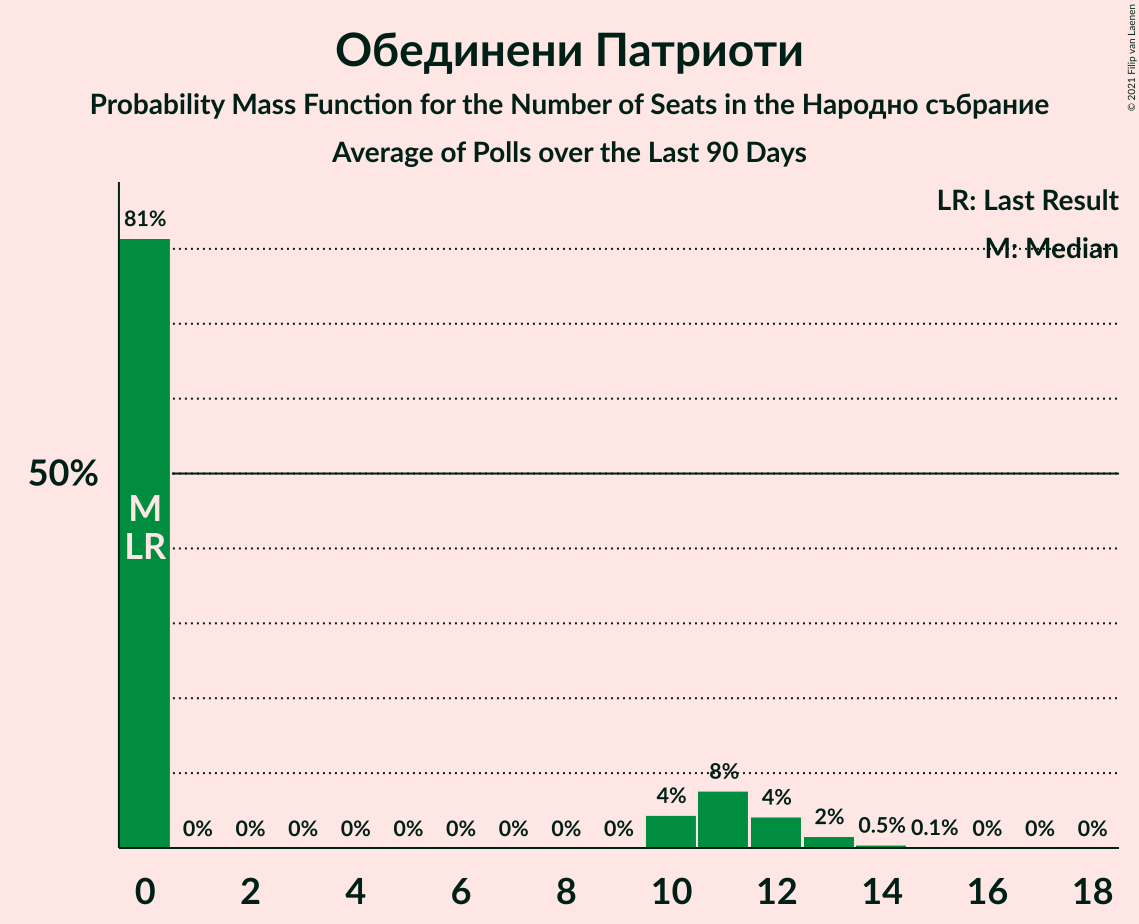 Обединени Патриоти
Probability Mass Function for the Number of Seats in the Народно събрание
Average of Polls over the Last 90 Days
© 2021 Filip van Laenen
LR: Last Result
M: Median
81%
50%
M
LR
0% 0% 0% 0% 0% 0% 0% 0% 0% 4% 8% 4% 2% 0.5% 0.1% 0% 0% 0%
0 2 4 6 8 10 12 14 16 18